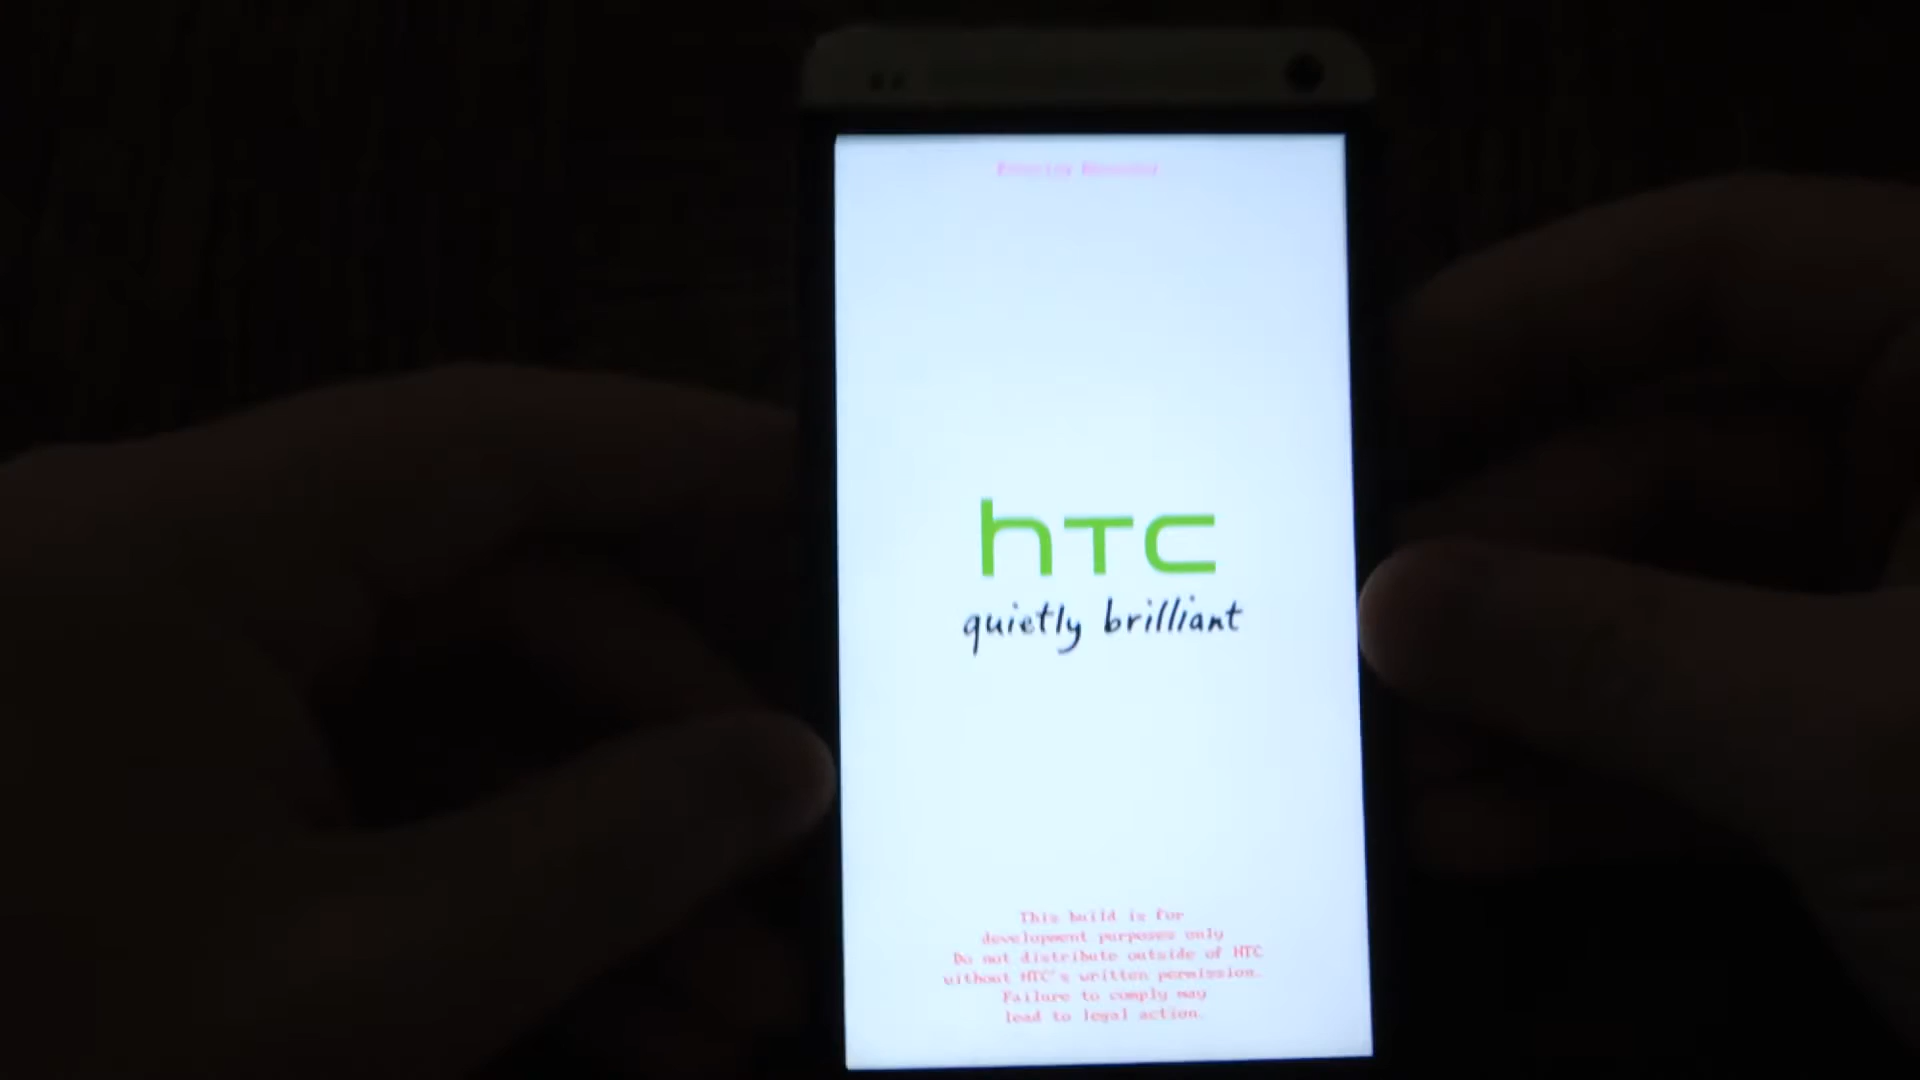 Entering Recovery
hTC
quietly brilliant
This build is for
development purposes only
Do not distribute outside of HTC
without HTC's written permission.
Failure to comply may
lead to legal action.